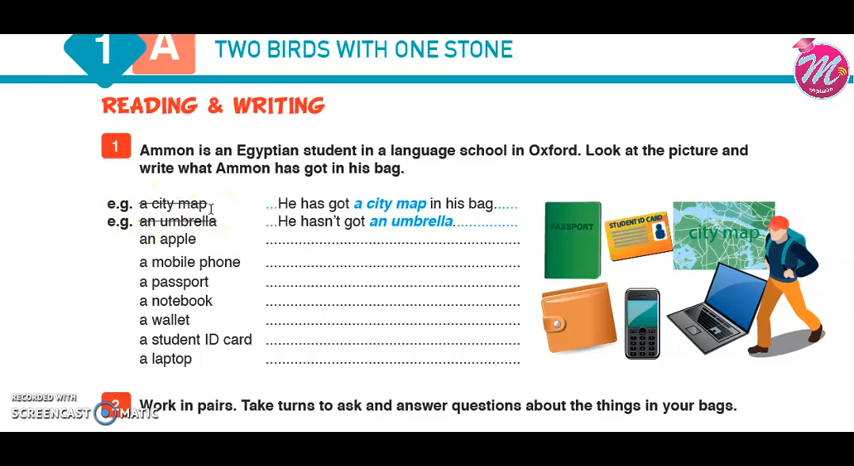 1 A TWO BIRDS WITH ONE STONE
M
مدرستي
READING & WRITING
1 Ammon is an Egyptian student in a language school in Oxford. Look at the picture and
write what Ammon has got in his bag.
e.g. a city map ...He has got a city map in his bag......
e.g. an umbrella ...He hasn't got an umbrella.................
an apple
a mobile phone
a passport
a notebook
a wallet
a student ID card
a laptop
PASSPORT
STUDENT ID CARD
city map
RECORDED WITH
SCREENCAST MATIC
2 Work in pairs. Take turns to ask and answer questions about the things in your bags.